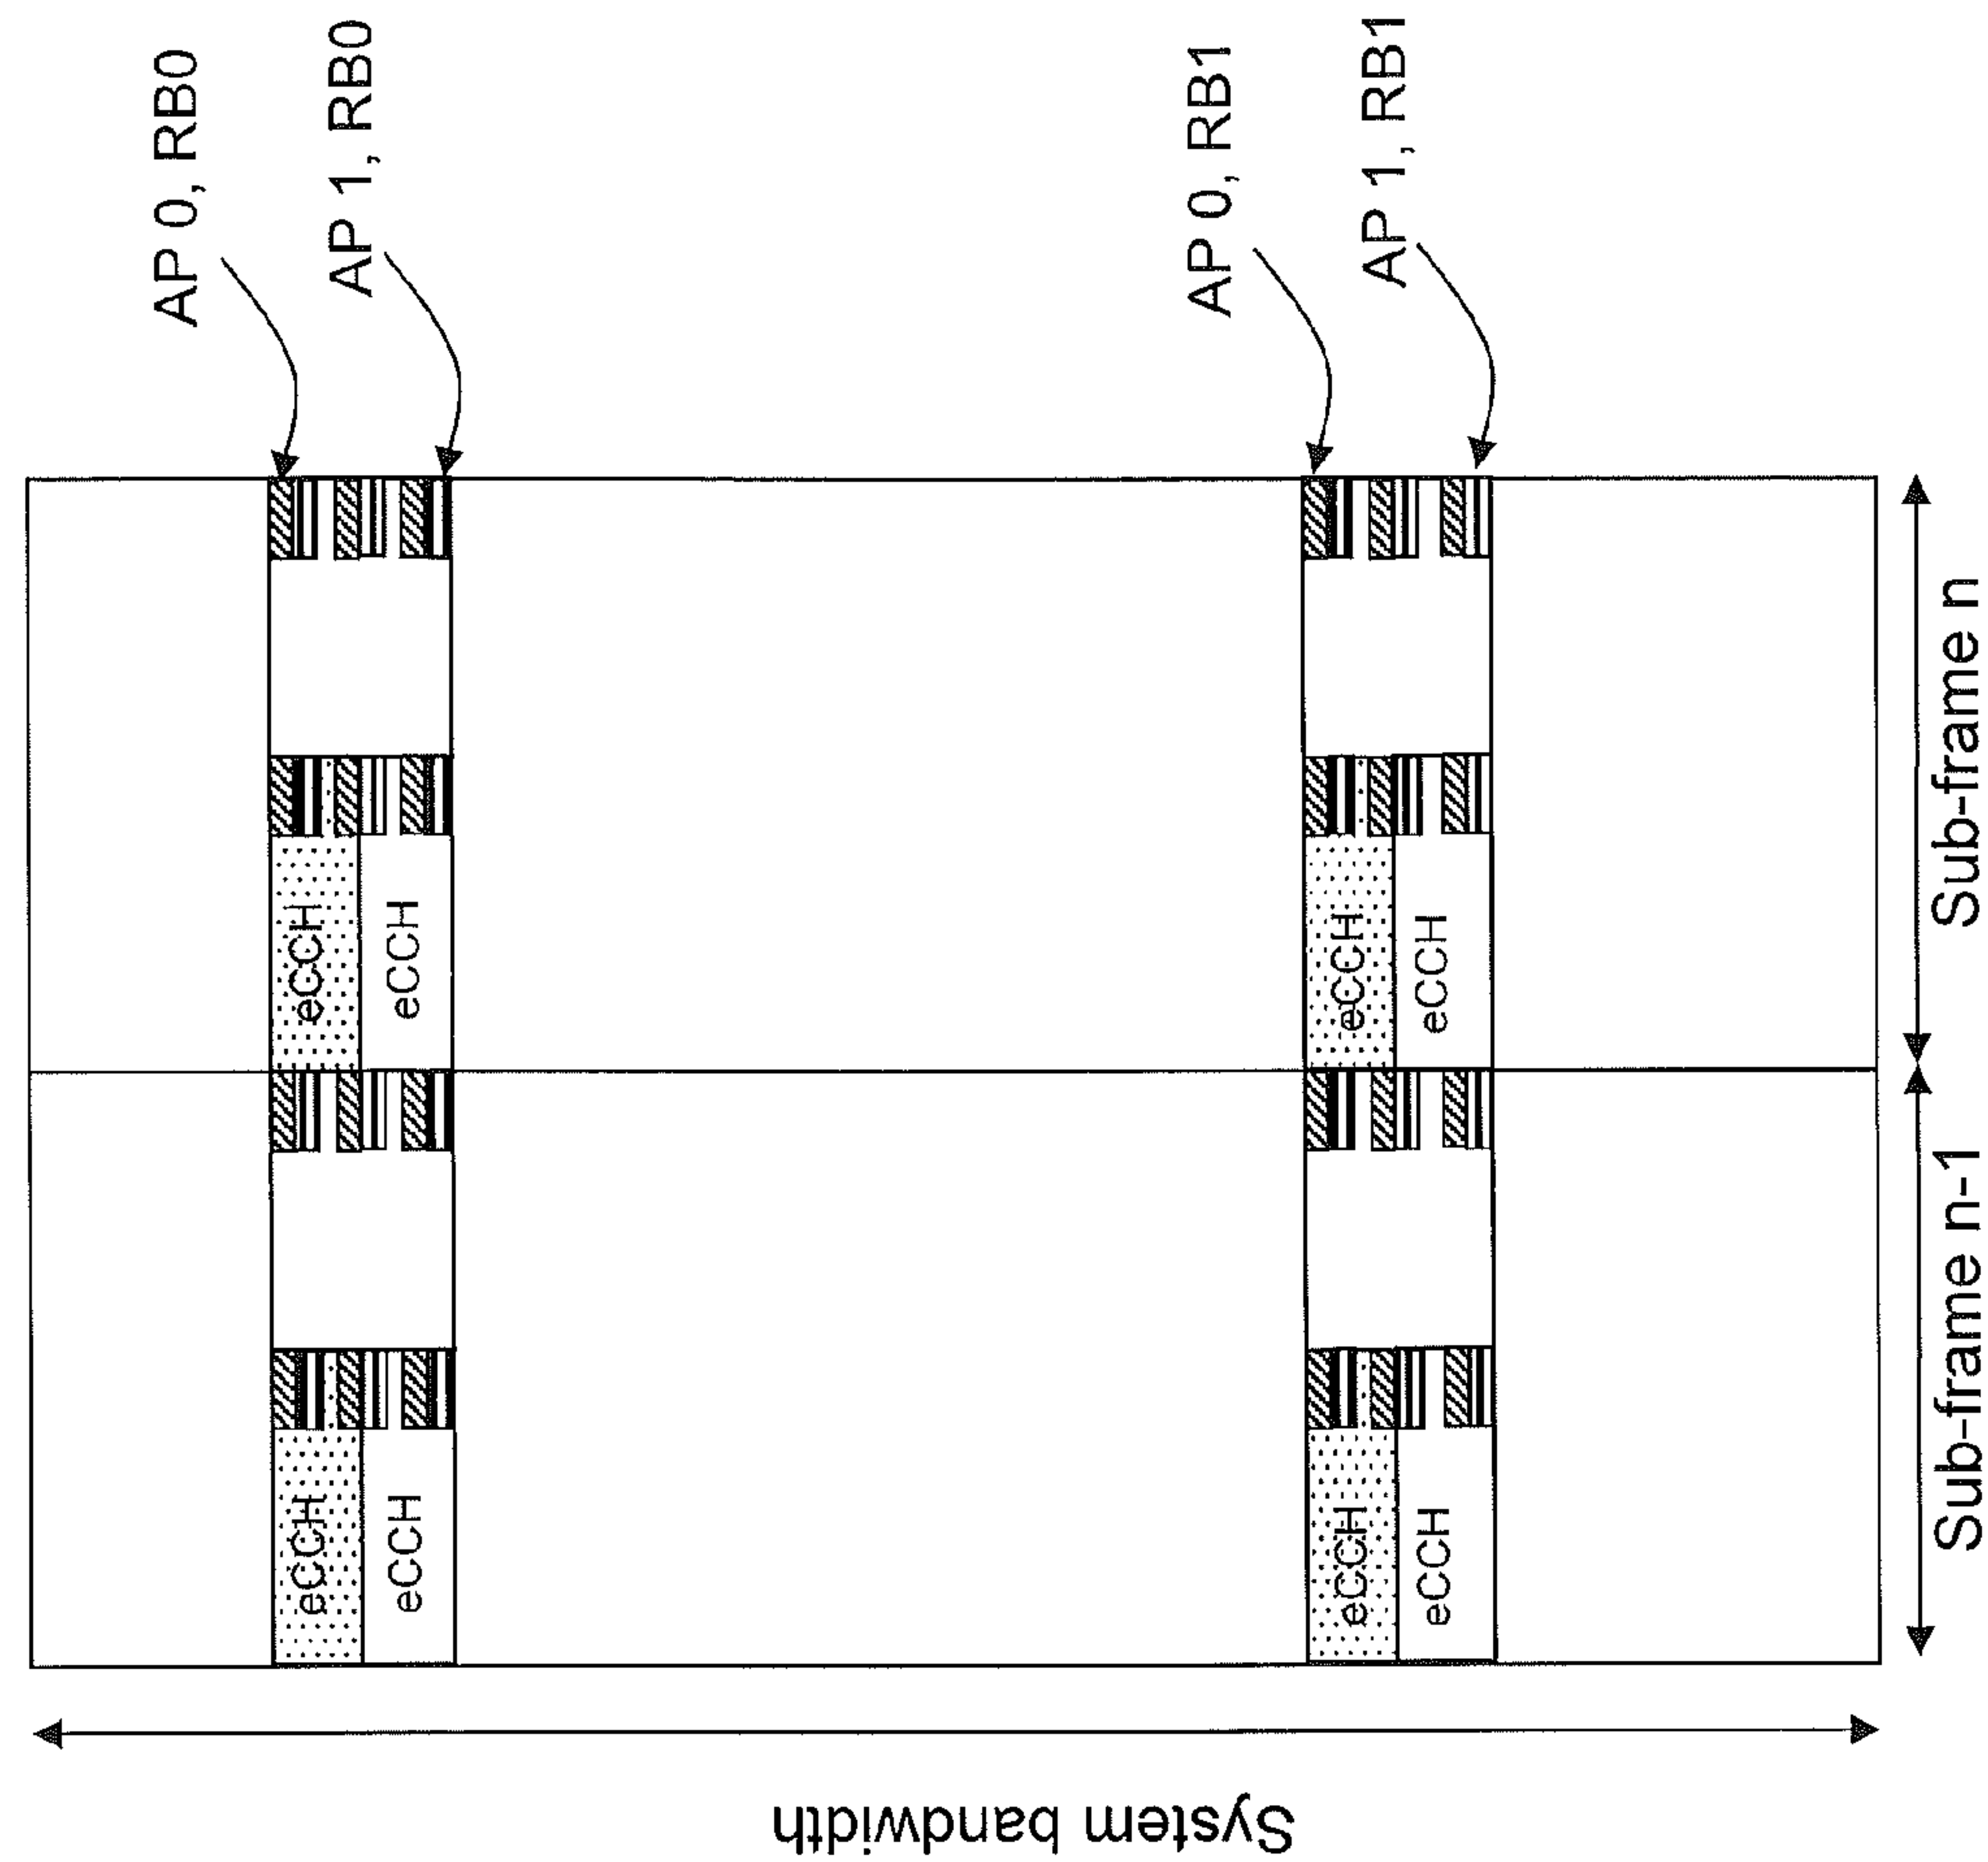 AP 0, RB0
AP 1, RB0
AP 0, RB1
AP 1, RB1
eCCH
eCCH
eCCH
eCCH
eCCH
eCCH
eCCH
eCCH
Sub-frame n-1
Sub-frame n
System bandwidth